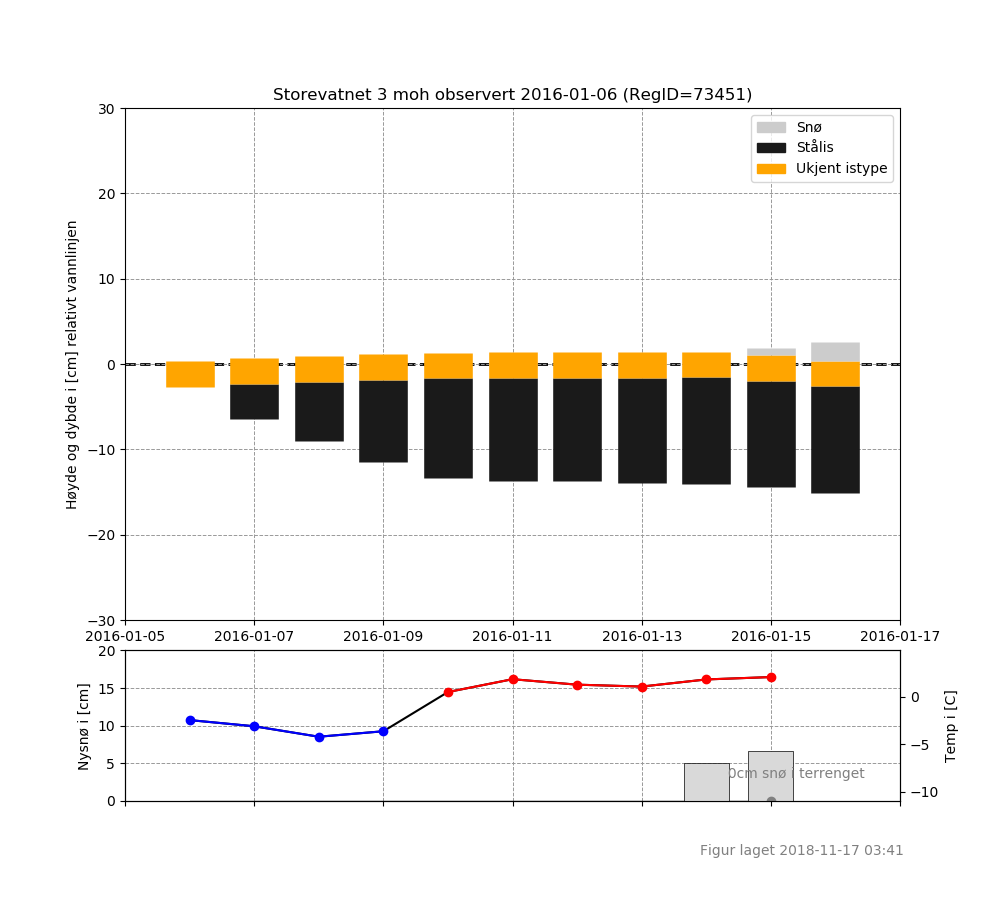 Storevatnet 3 moh observert 2016-01-06 (RegID=73451)
Snø
Stålis
Ukjent istype
Høyde og dybde i [cm] relativt vannlinjen
30
20
10
0
−10
−20
−30
2016-01-05 2016-01-07 2016-01-09 2016-01-11 2016-01-13 2016-01-15 2016-01-17
Nysnø i [cm]
20
15
10
5
0
0cm snø i terrenget
0
−5
−10
Temp i [C]
Figur laget 2018-11-17 03:41